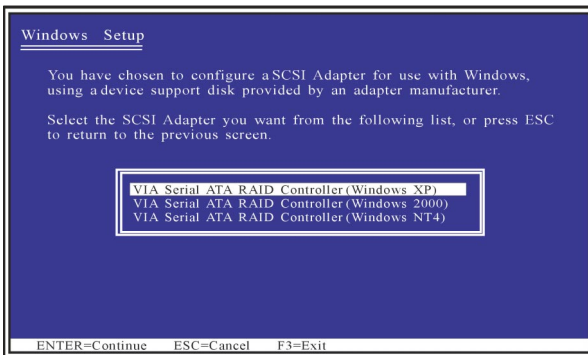 Windows Setup
You have chosen to configure a SCSI Adapter for use with Windows,
using a device support disk provided by an adapter manufacturer.
Select the SCSI Adapter you want from the following list, or press ESC
to return to the previous screen.
VIA Serial ATA RAID Controller(Windows XP)
VIA Serial ATA RAID Controller(Windows 2000)
VIA Serial ATA RAID Controller(Windows NT4)
ENTER=Continue ESC=Cancel F3=Exit